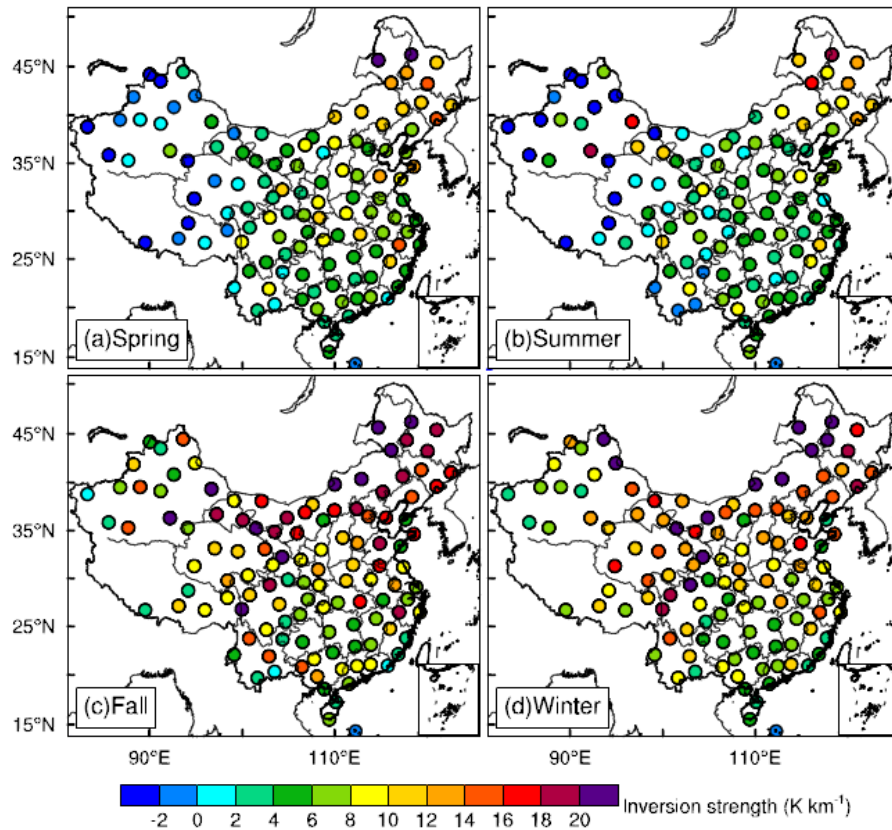 45°N
35°N
25°N
15°N
(a)Spring
(b)Summer
45°N
35°N
25°N
15°N
(c)Fall
(d)Winter
90°E 110°E 90°E 110°E
-2 0 2 4 6 8 10 12 14 16 18 20 Inversion strength (K km⁻¹)